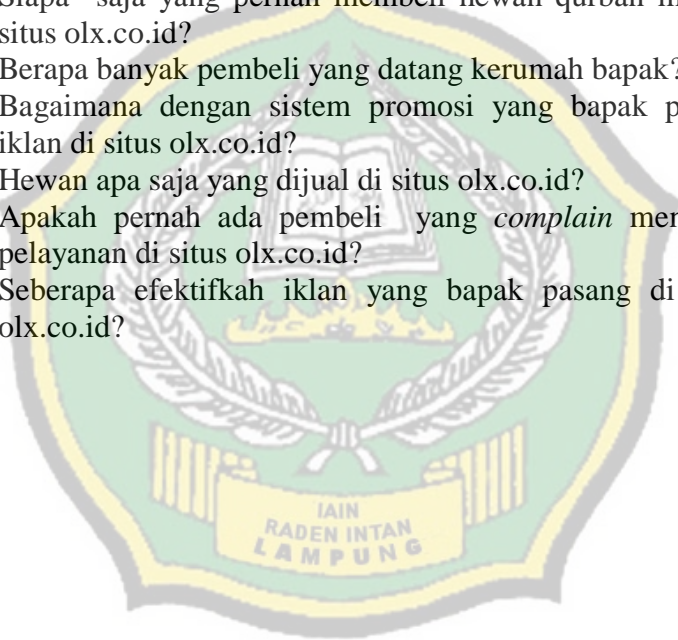 saja yang pernah membeli hewan qurban
situs olx.co.id?
Berapa banyak pembeli yang datang kerumah bapak?
Bagaimana dengan sistem promosi yang bapak
iklan di situs olx.co.id?
Hewan apa saja yang dijual di situs olx.co.id?
Apakah pernah ada pembeli yang complain
pelayanan di situs olx.co.id?
Seberapa efektifkah iklan yang bapak pasang di
olx.co.id?
IAIN
RADEN INTAN
LAMPUNG